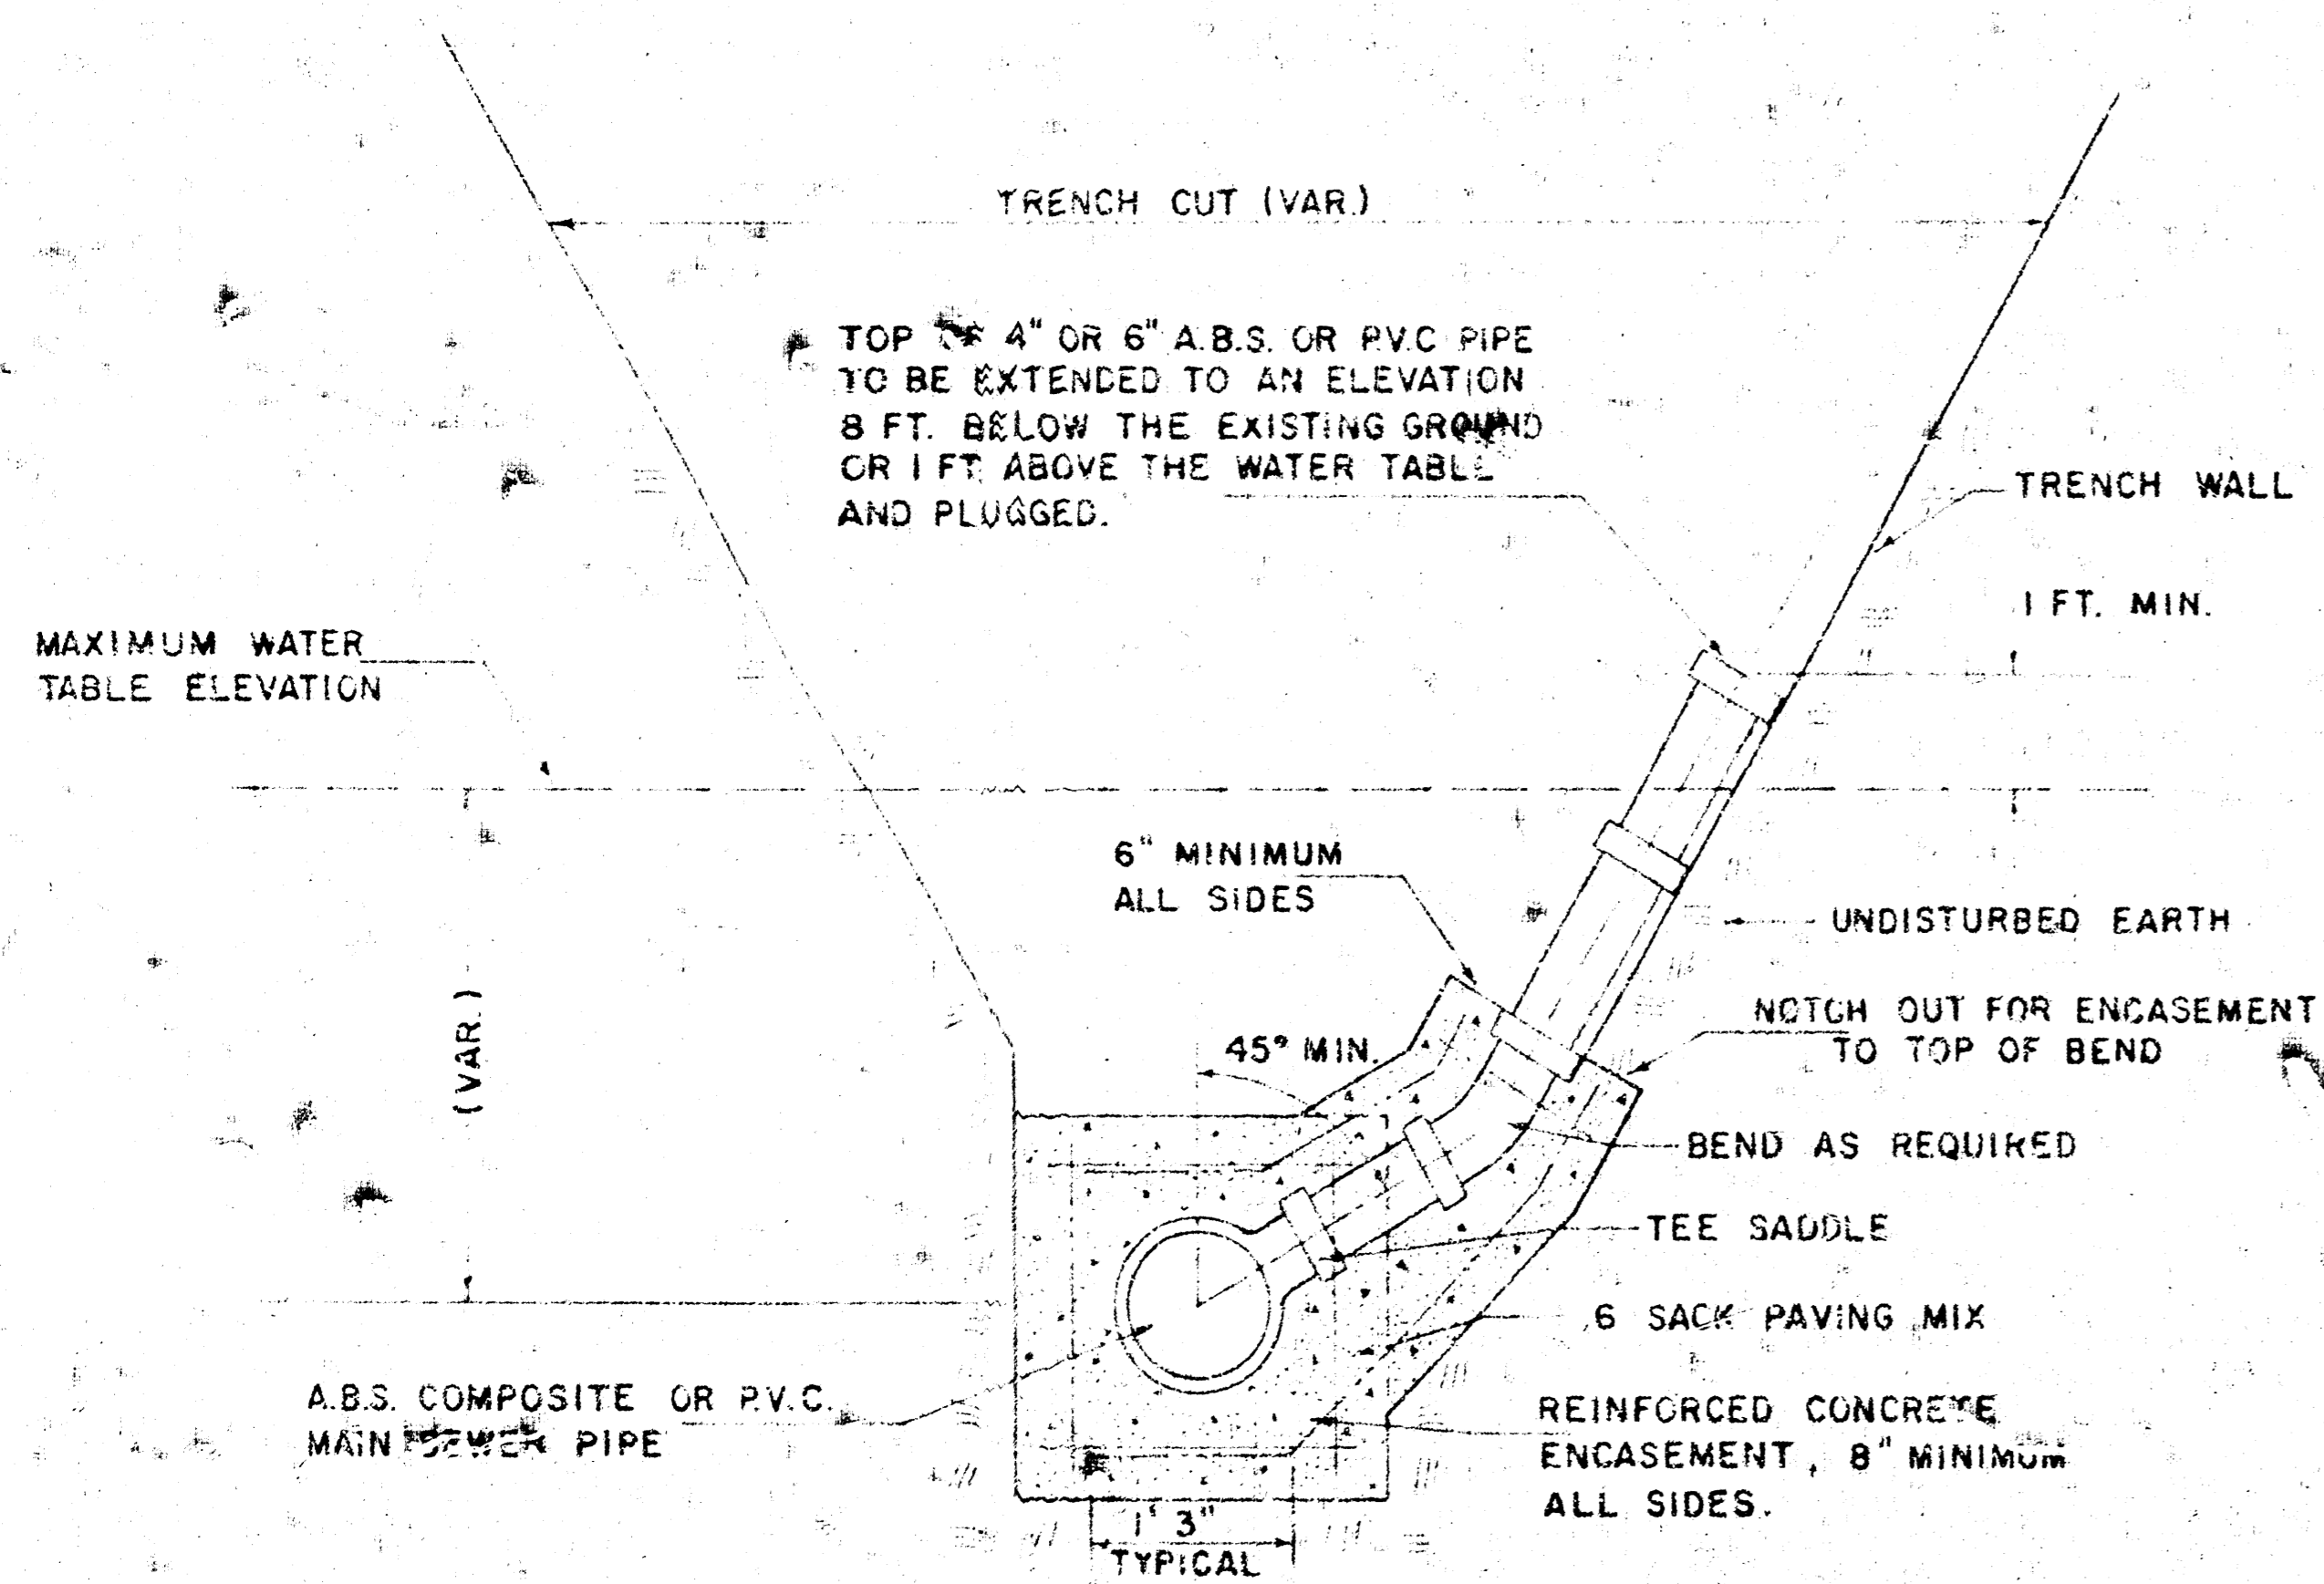 TRENCH CUT (VAR.)
TOP OF 4" OR 6" A.B.S. OR P.V.C PIPE
TO BE EXTENDED TO AN ELEVATION
8 FT. BELOW THE EXISTING GROUND
OR 1 FT. ABOVE THE WATER TABLE
AND PLUGGED.
TRENCH WALL
1 FT. MIN.
MAXIMUM WATER
TABLE ELEVATION
6" MINIMUM
ALL SIDES
UNDISTURBED EARTH
NOTCH OUT FOR ENCASEMENT
TO TOP OF BEND
45° MIN.
(VAR.)
BEND AS REQUIRED
TEE SADDLE
6 SACK PAVING MIX
A.B.S. COMPOSITE OR P.V.C.
MAIN SEWER PIPE
REINFORCED CONCRETE
ENCASEMENT, 8" MINIMUM
ALL SIDES.
1' 3"
TYPICAL